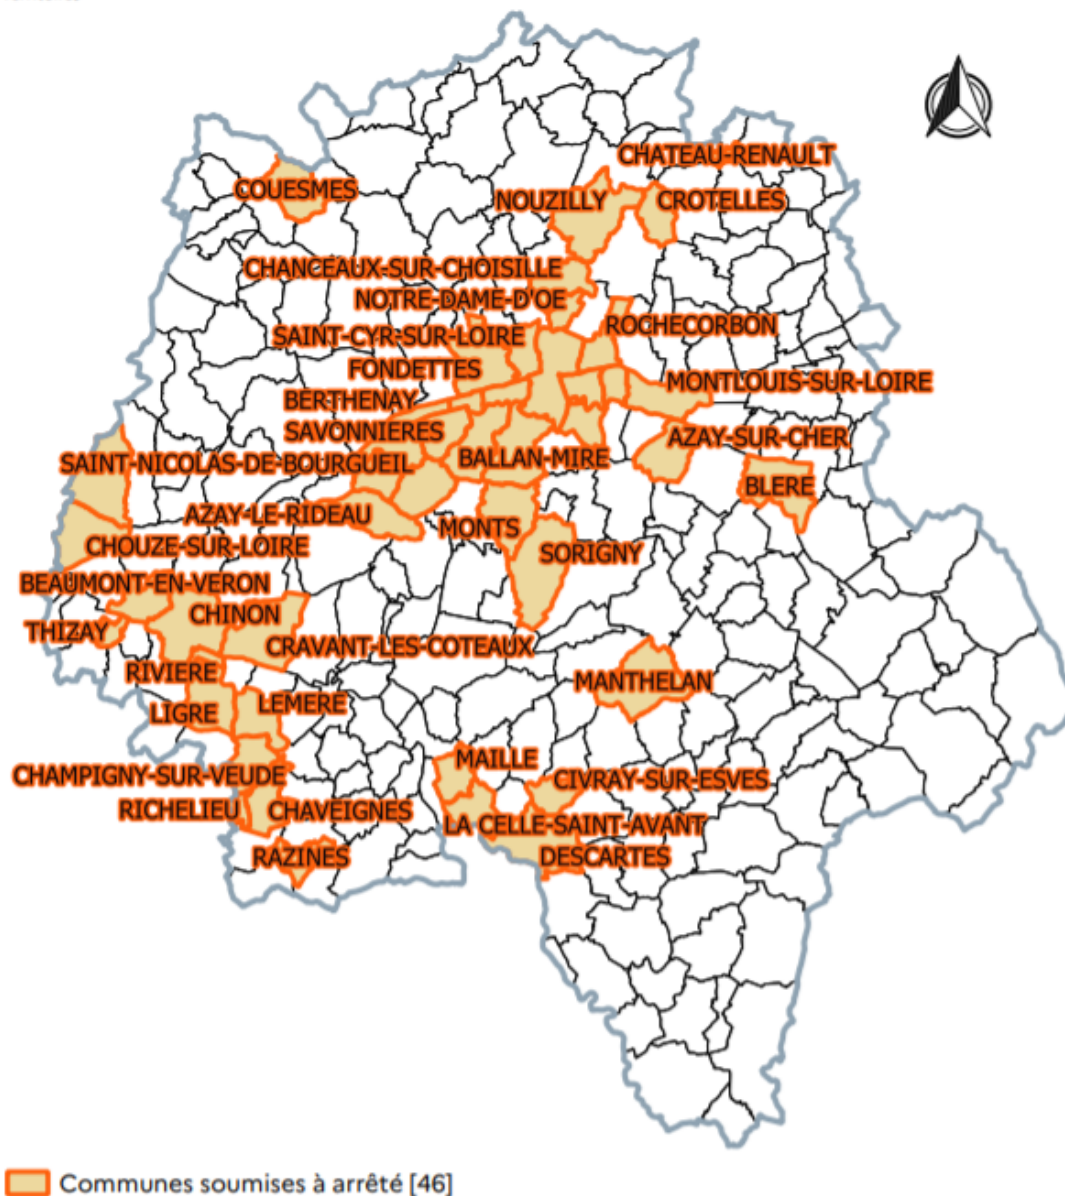 CHATEAU-RENAULT
COUESMES
NOUZILLY
CROTELLES
CHANCEAUX-SUR-CHOISILLE
NOTRE-DAME-D'OE
ROCHECORBON
SAINT-CYR-SUR-LOIRE
FONDETTES
MONTLOUIS-SUR-LOIRE
BERTHENAY
SAVONNIERES
AZAY-SUR-CHER
SAINT-NICOLAS-DE-BOURGUEIL
BALLAN-MIRE
BLERE
AZAY-LE-RIDEAU
MONTS
CHOUZE-SUR-LOIRE
SORIGNY
BEAUMONT-EN-VERON
CHINON
THIZAY
CRAVANT-LES-COTEAUX
RIVIERE
MANTHELAN
LIGRE
LEMERE
MAILLE
CHAMPIGNY-SUR-VEUDE
CIVRAY-SUR-ESVES
RICHELIEU
CHAVEIGNES
LA CELLE-SAINT-AVANT
RAZINES
DESCARTES
Communes soumises à arrêté [46]